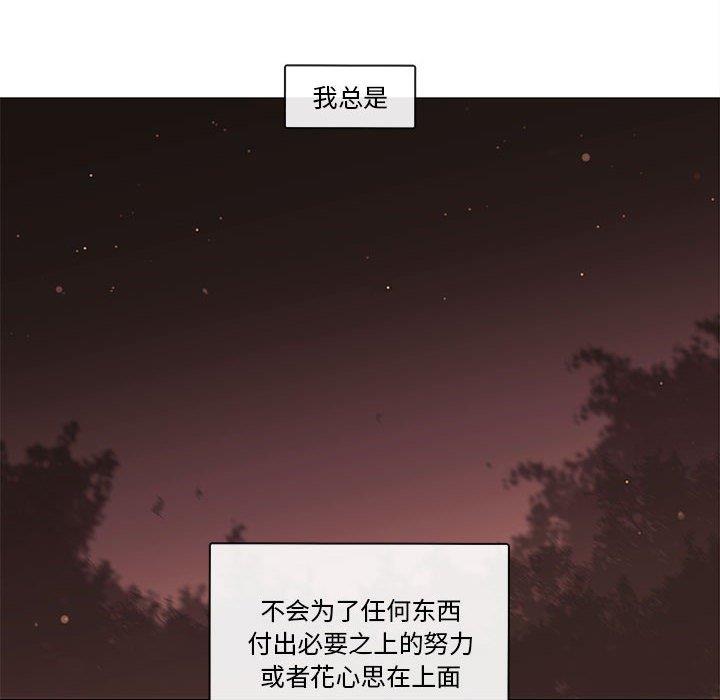 我总是
不会为了任何东西
付出必要之上的努力
或者花心思在上面